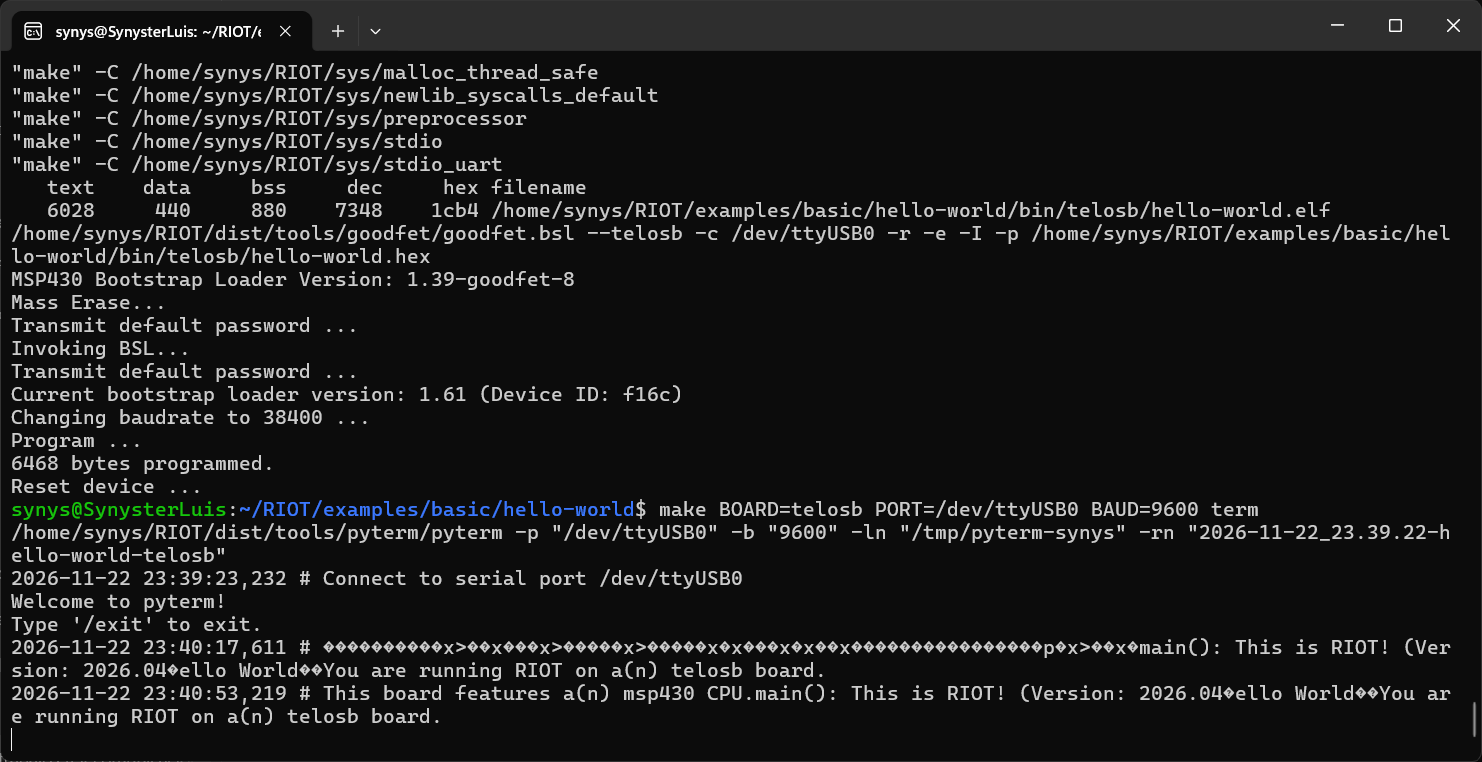 synys@SynysterLuis: ~/RIOT/e
"make" -C /home/synys/RIOT/sys/malloc_thread_safe
"make" -C /home/synys/RIOT/sys/newlib_syscalls_default
"make" -C /home/synys/RIOT/sys/preprocessor
"make" -C /home/synys/RIOT/sys/stdio
"make" -C /home/synys/RIOT/sys/stdio_uart
   text    data     bss     dec     hex filename
   6028     440     880    7348    1cb4 /home/synys/RIOT/examples/basic/hello-world/bin/telosb/hello-world.elf
/home/synys/RIOT/dist/tools/goodfet/goodfet.bsl --telosb -c /dev/ttyUSB0 -r -e -I -p /home/synys/RIOT/examples/basic/hel
lo-world/bin/telosb/hello-world.hex
MSP430 Bootstrap Loader Version: 1.39-goodfet-8
Mass Erase...
Transmit default password ...
Invoking BSL...
Transmit default password ...
Current bootstrap loader version: 1.61 (Device ID: f16c)
Changing baudrate to 38400 ...
Program ...
6468 bytes programmed.
Reset device ...
synys@SynysterLuis:~/RIOT/examples/basic/hello-world$ make BOARD=telosb PORT=/dev/ttyUSB0 BAUD=9600 term
/home/synys/RIOT/dist/tools/pyterm/pyterm -p "/dev/ttyUSB0" -b "9600" -ln "/tmp/pyterm-synys" -rn "2026-11-22_23.39.22-h
ello-world-telosb"
2026-11-22 23:39:23,232 # Connect to serial port /dev/ttyUSB0
Welcome to pyterm!
Type '/exit' to exit.
2026-11-22 23:40:17,611 # ����������x>��x���x>�����x>�����x�x���x�x��x����������������p�x>��x�main(): This is RIOT! (Ver
sion: 2026.04�ello World��You are running RIOT on a(n) telosb board.
2026-11-22 23:40:53,219 # This board features a(n) msp430 CPU.main(): This is RIOT! (Version: 2026.04�ello World��You ar
e running RIOT on a(n) telosb board.